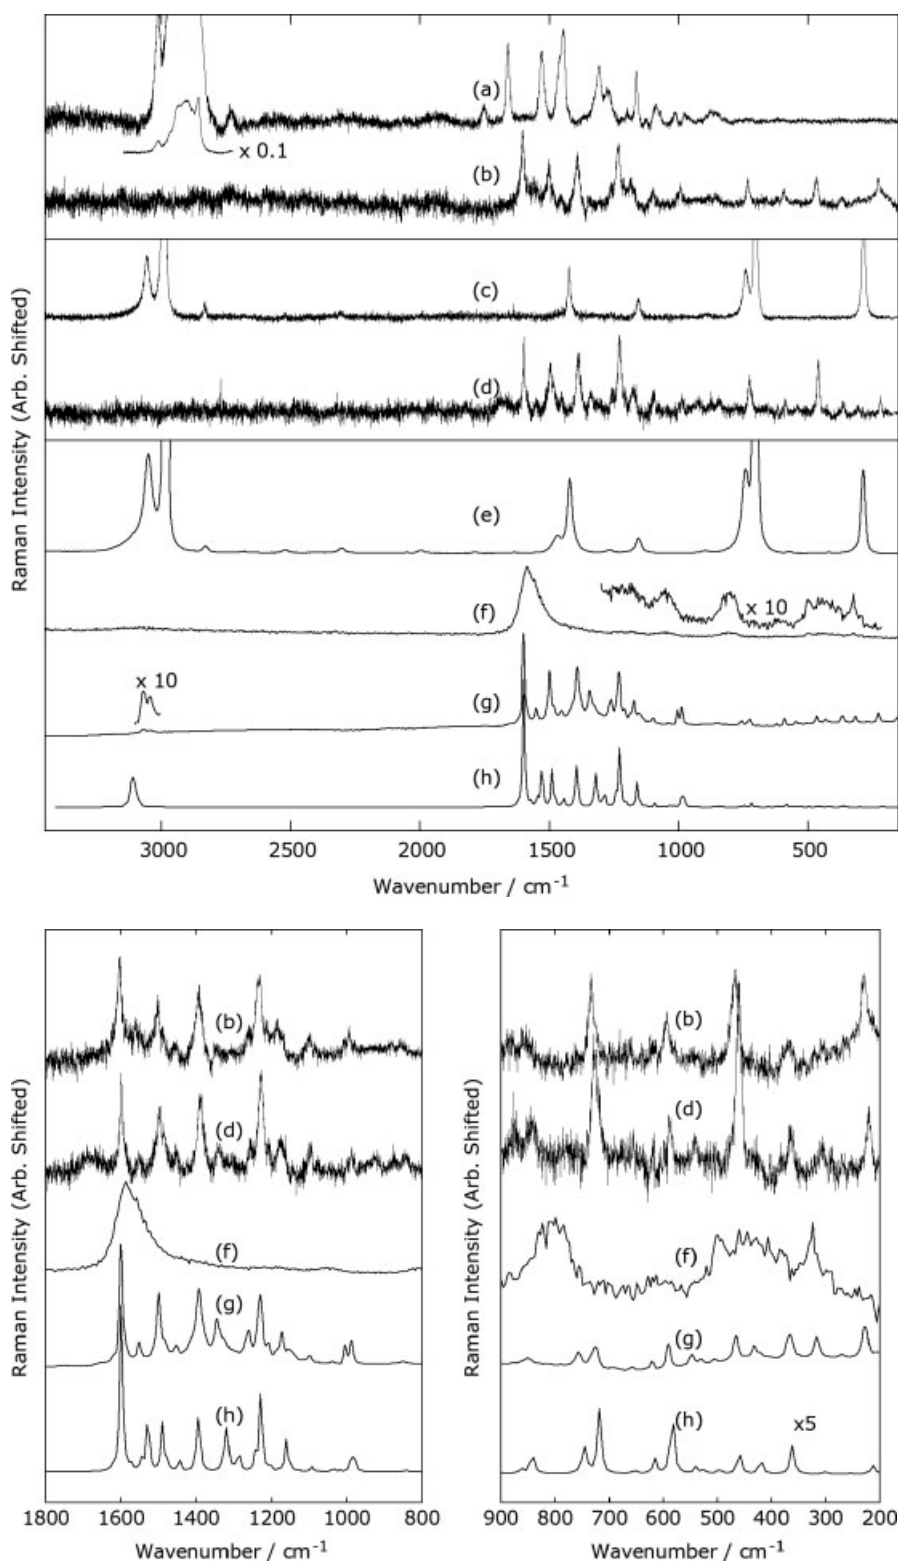 (a)
x 0.1
(b)
(c)
(d)
(e)
(f)
x 10
x 10
(g)
(h)
Raman Intensity (Arb. Shifted)
3000 2500 2000 1500 1000 500
Wavenumber / cm⁻¹
(b)
(d)
(f)
(g)
(h)
Raman Intensity (Arb. Shifted)
1800 1600 1400 1200 1000 800
Wavenumber / cm⁻¹
(b)
(d)
(f)
(g)
(h)
x5
Raman Intensity (Arb. Shifted)
900 800 700 600 500 400 300 200
Wavenumber / cm⁻¹